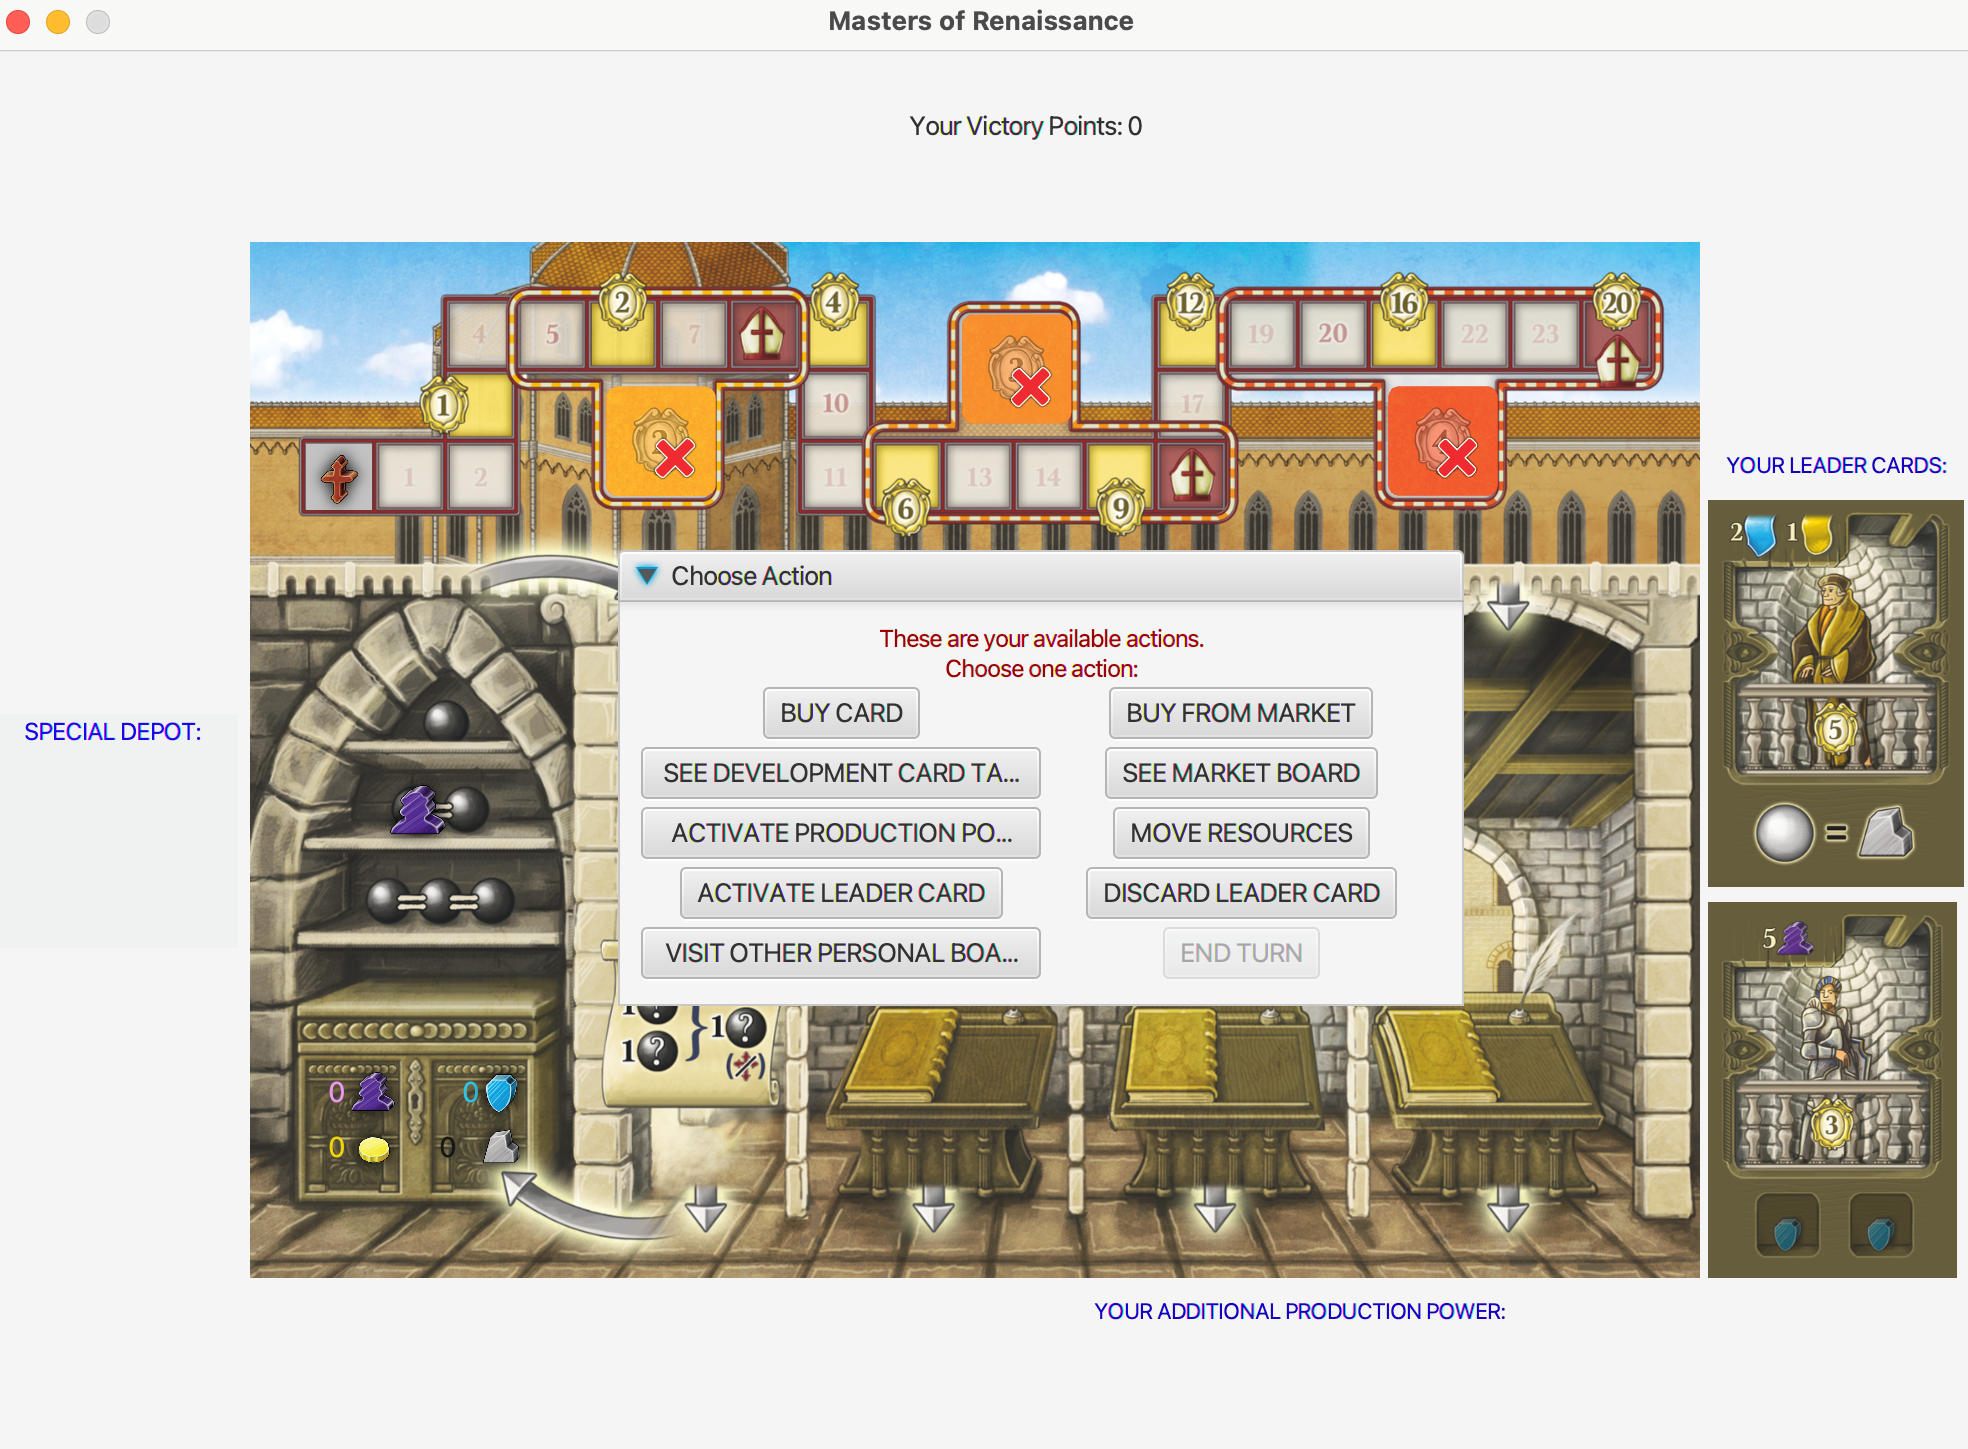 Masters of Renaissance
Your Victory Points: 0
2
4
12
16
20
4
5
7
19
20
22
23
1
10
17
2
4
1
2
11
13
14
6
9
YOUR LEADER CARDS:
2 1
5
Choose Action
These are your available actions.
Choose one action:
BUY CARD
BUY FROM MARKET
SEE DEVELOPMENT CARD TA...
SEE MARKET BOARD
ACTIVATE PRODUCTION PO...
MOVE RESOURCES
ACTIVATE LEADER CARD
DISCARD LEADER CARD
VISIT OTHER PERSONAL BOA...
END TURN
SPECIAL DEPOT:
=
5
3
1 ? } 1 ?
1 ?
0 0
0 0
YOUR ADDITIONAL PRODUCTION POWER: